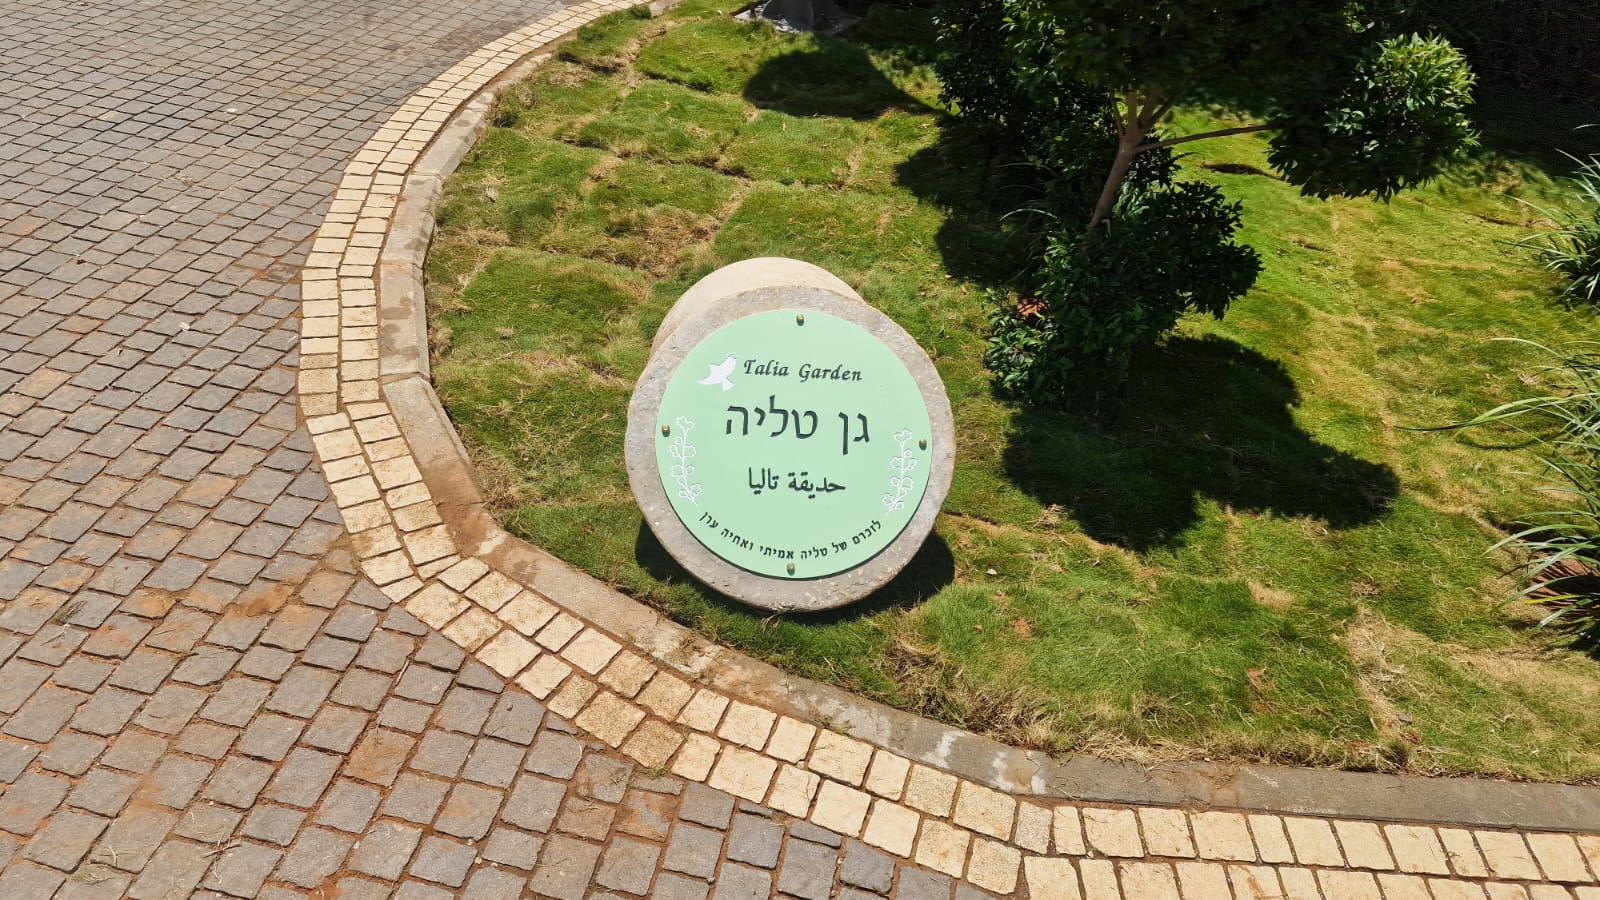 Talia Garden
גן טליה
حديقة تاليا
לזכרם של טליה אמיתי ואחיה ערן